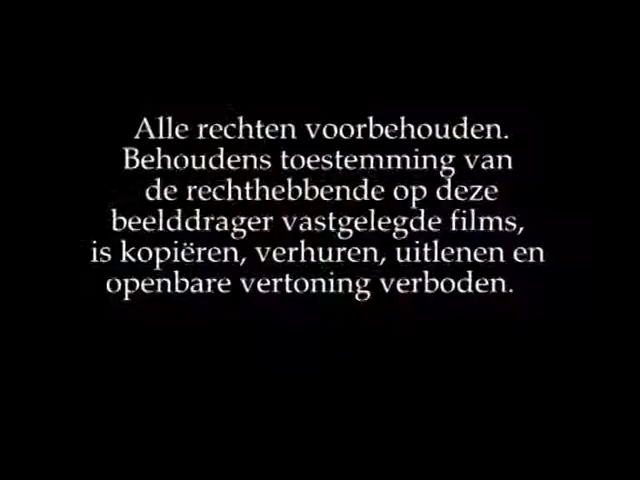 Alle rechten voorbehouden.
Behoudens toestemming van
de rechthebbende op deze
beelddrager vastgelegde films,
is kopiëren, verhuren, uitlenen en
openbare vertoning verboden.